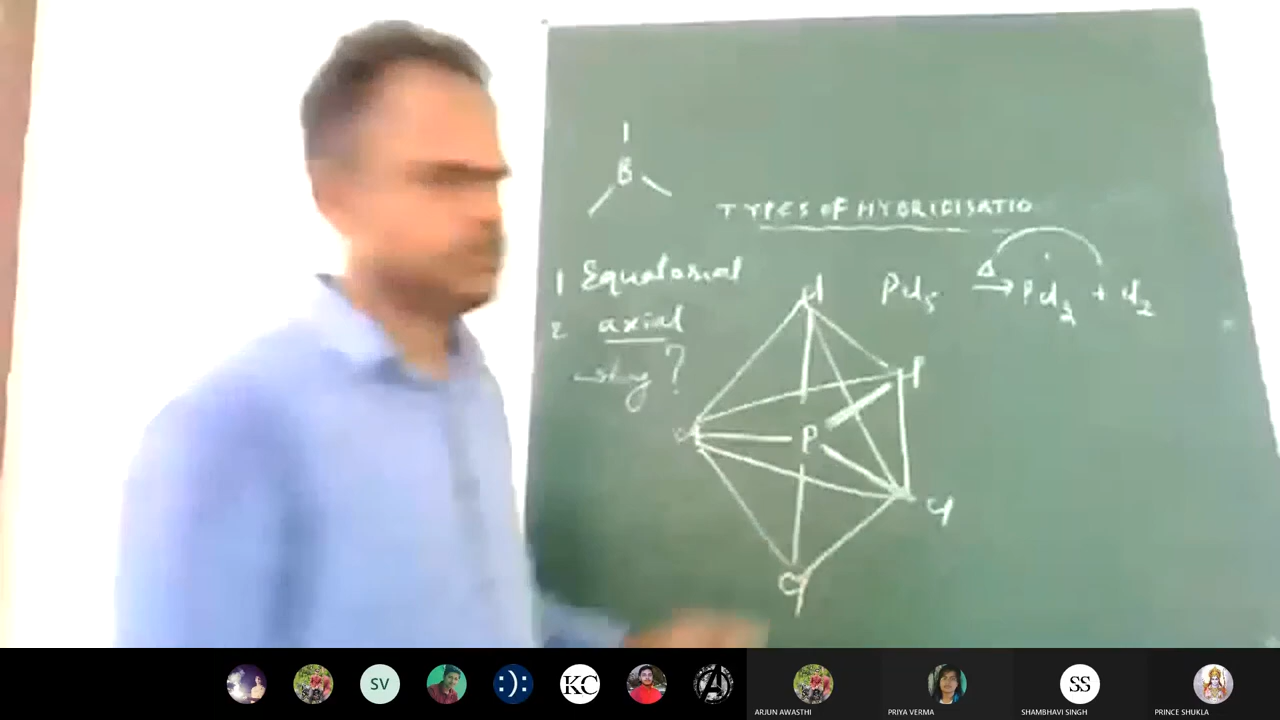 B
TYPES OF HYBRIDISATIO
1 Equatorial
2 axial
why?
PCl5 Δ → PCl3 + Cl2
Cl
Cl
Cl
P
Cl
Cl
SV
KC
SS
ARJUN AWASTHI
PRIYA VERMA
SHAMBHAVI SINGH
PRINCE SHUKLA